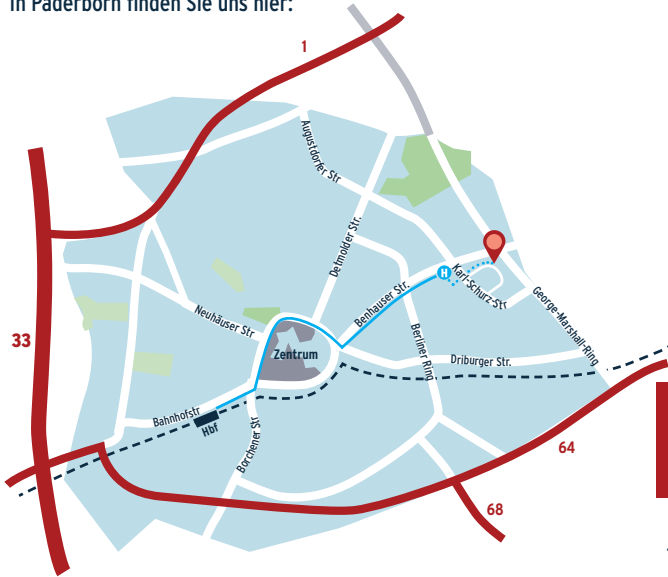 In Paderborn finden Sie uns hier:
1
Augustdorfer Str
Detmolder Str.
Karl-Schurz-Str
H
George-Marshall-Ring
Benhauser Str.
Neuhäuser Str
Berliner Ring
33
Zentrum
Driburger Str.
Bahnhofstr
Hbf
Borchener Str
64
68